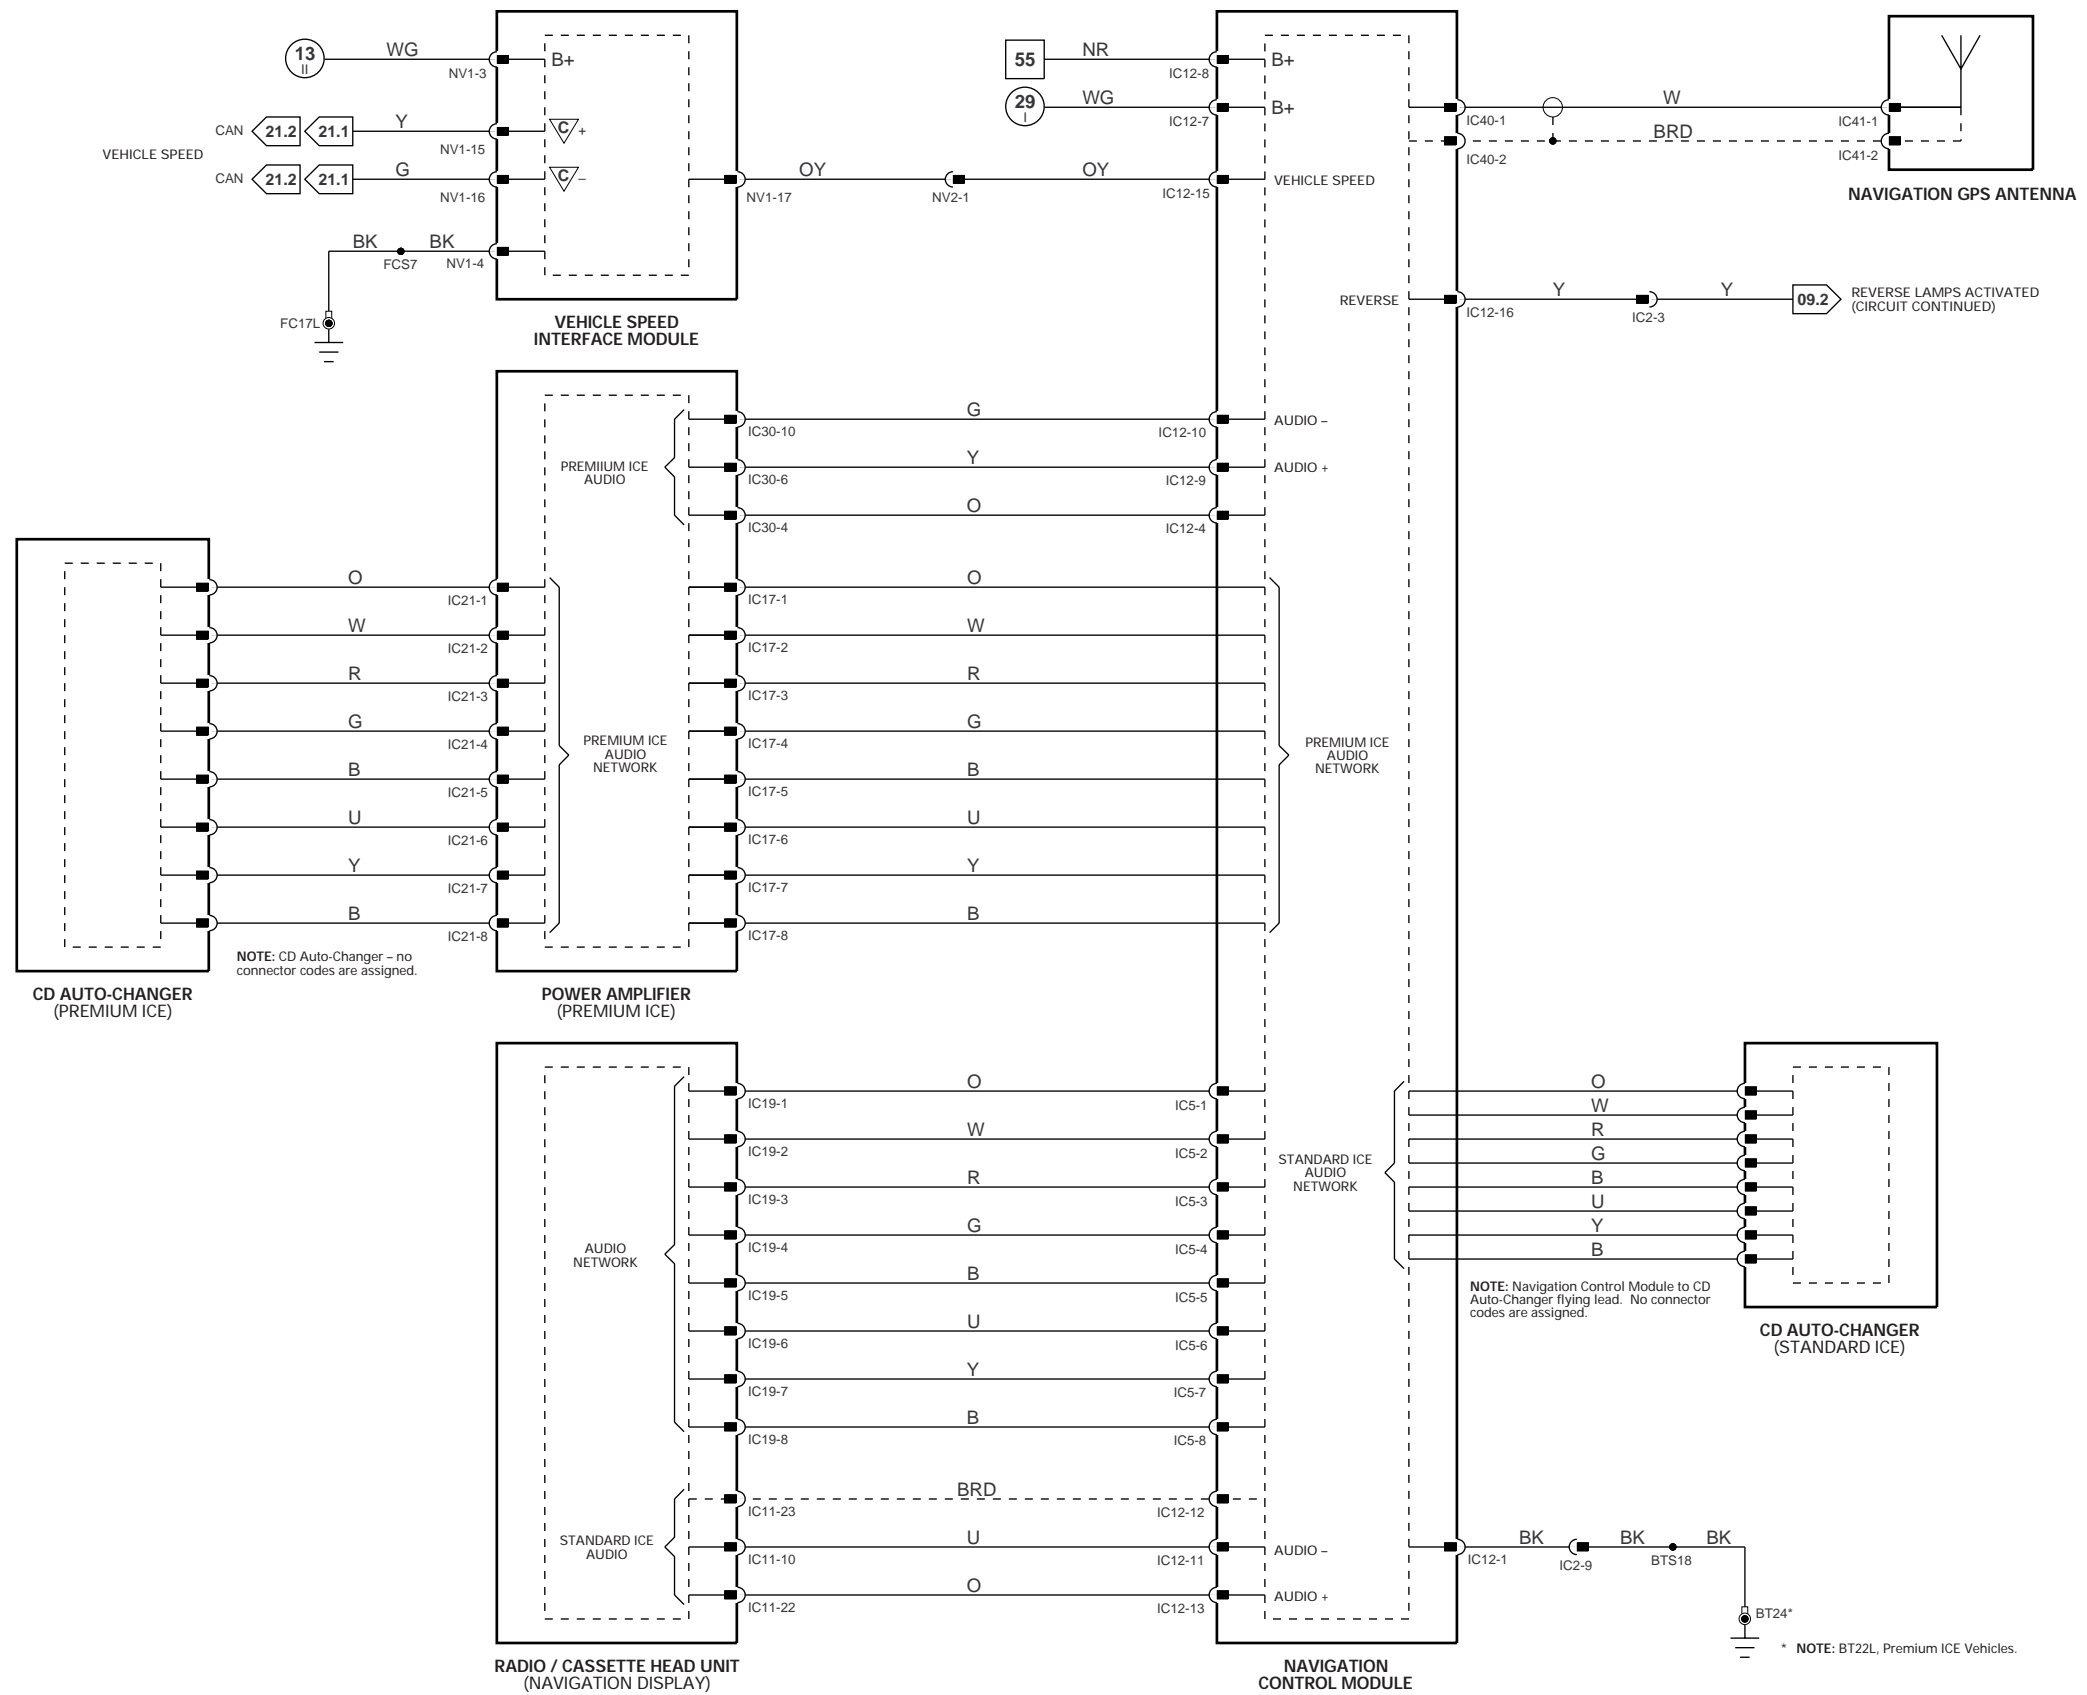 13
II
WG
NV1-3
B+
CAN
21.2
21.1
Y
NV1-15
C
+
VEHICLE SPEED
CAN
21.2
21.1
G
NV1-16
C
–
BK
FCS7
BK
NV1-4
FC17L
NV1-17
OY
NV2-1
OY
IC12-15
VEHICLE SPEED
VEHICLE SPEED
INTERFACE MODULE
55
NR
IC12-8
B+
29
I
WG
IC12-7
B+
IC40-1
W
IC41-1
IC40-2
BRD
IC41-2
NAVIGATION GPS ANTENNA
REVERSE
IC12-16
Y
IC2-3
Y
09.2
REVERSE LAMPS ACTIVATED
(CIRCUIT CONTINUED)
PREMIIUM ICE
AUDIO
IC30-10
G
IC12-10
AUDIO –
IC30-6
Y
IC12-9
AUDIO +
IC30-4
O
IC12-4
O
IC21-1
W
IC21-2
R
IC21-3
G
IC21-4
B
IC21-5
U
IC21-6
Y
IC21-7
B
IC21-8
PREMIUM ICE
AUDIO
NETWORK
IC17-1
O
IC17-2
W
IC17-3
R
IC17-4
G
IC17-5
B
IC17-6
U
IC17-7
Y
IC17-8
B
PREMIUM ICE
AUDIO
NETWORK
NOTE: CD Auto-Changer – no
connector codes are assigned.
CD AUTO-CHANGER
(PREMIUM ICE)
POWER AMPLIFIER
(PREMIUM ICE)
AUDIO
NETWORK
IC19-1
O
IC5-1
IC19-2
W
IC5-2
IC19-3
R
IC5-3
IC19-4
G
IC5-4
IC19-5
B
IC5-5
IC19-6
U
IC5-6
IC19-7
Y
IC5-7
IC19-8
B
IC5-8
STANDARD ICE
AUDIO
NETWORK
O
W
R
G
B
U
Y
B
NOTE: Navigation Control Module to CD
Auto-Changer flying lead. No connector
codes are assigned.
CD AUTO-CHANGER
(STANDARD ICE)
STANDARD ICE
AUDIO
IC11-23
BRD
IC12-12
IC11-10
U
IC12-11
AUDIO –
IC11-22
O
IC12-13
AUDIO +
IC12-1
BK
IC2-9
BK
BTS18
BK
BT24*
* NOTE: BT22L, Premium ICE Vehicles.
RADIO / CASSETTE HEAD UNIT
(NAVIGATION DISPLAY)
NAVIGATION
CONTROL MODULE